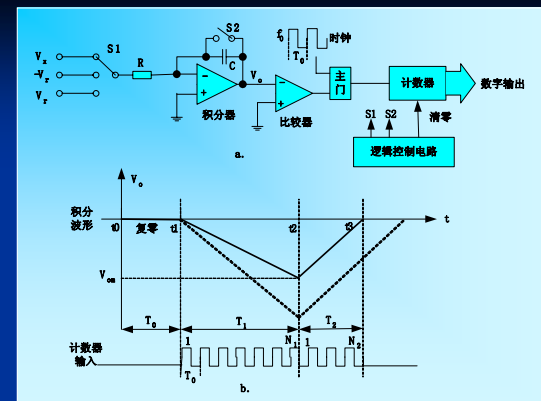 S2
S1
Vx
-Vr
Vr
R
C
Vo
f0
T0
时钟
主门
计数器
数字输出
积分器
比较器
S1 S2
清零
逻辑控制电路
a.
Vo
积分
波形
t0
复零
t1
t2
t3
t
Vom
T0
T1
T2
计数器
输入
1
N1
1
N2
T0
b.